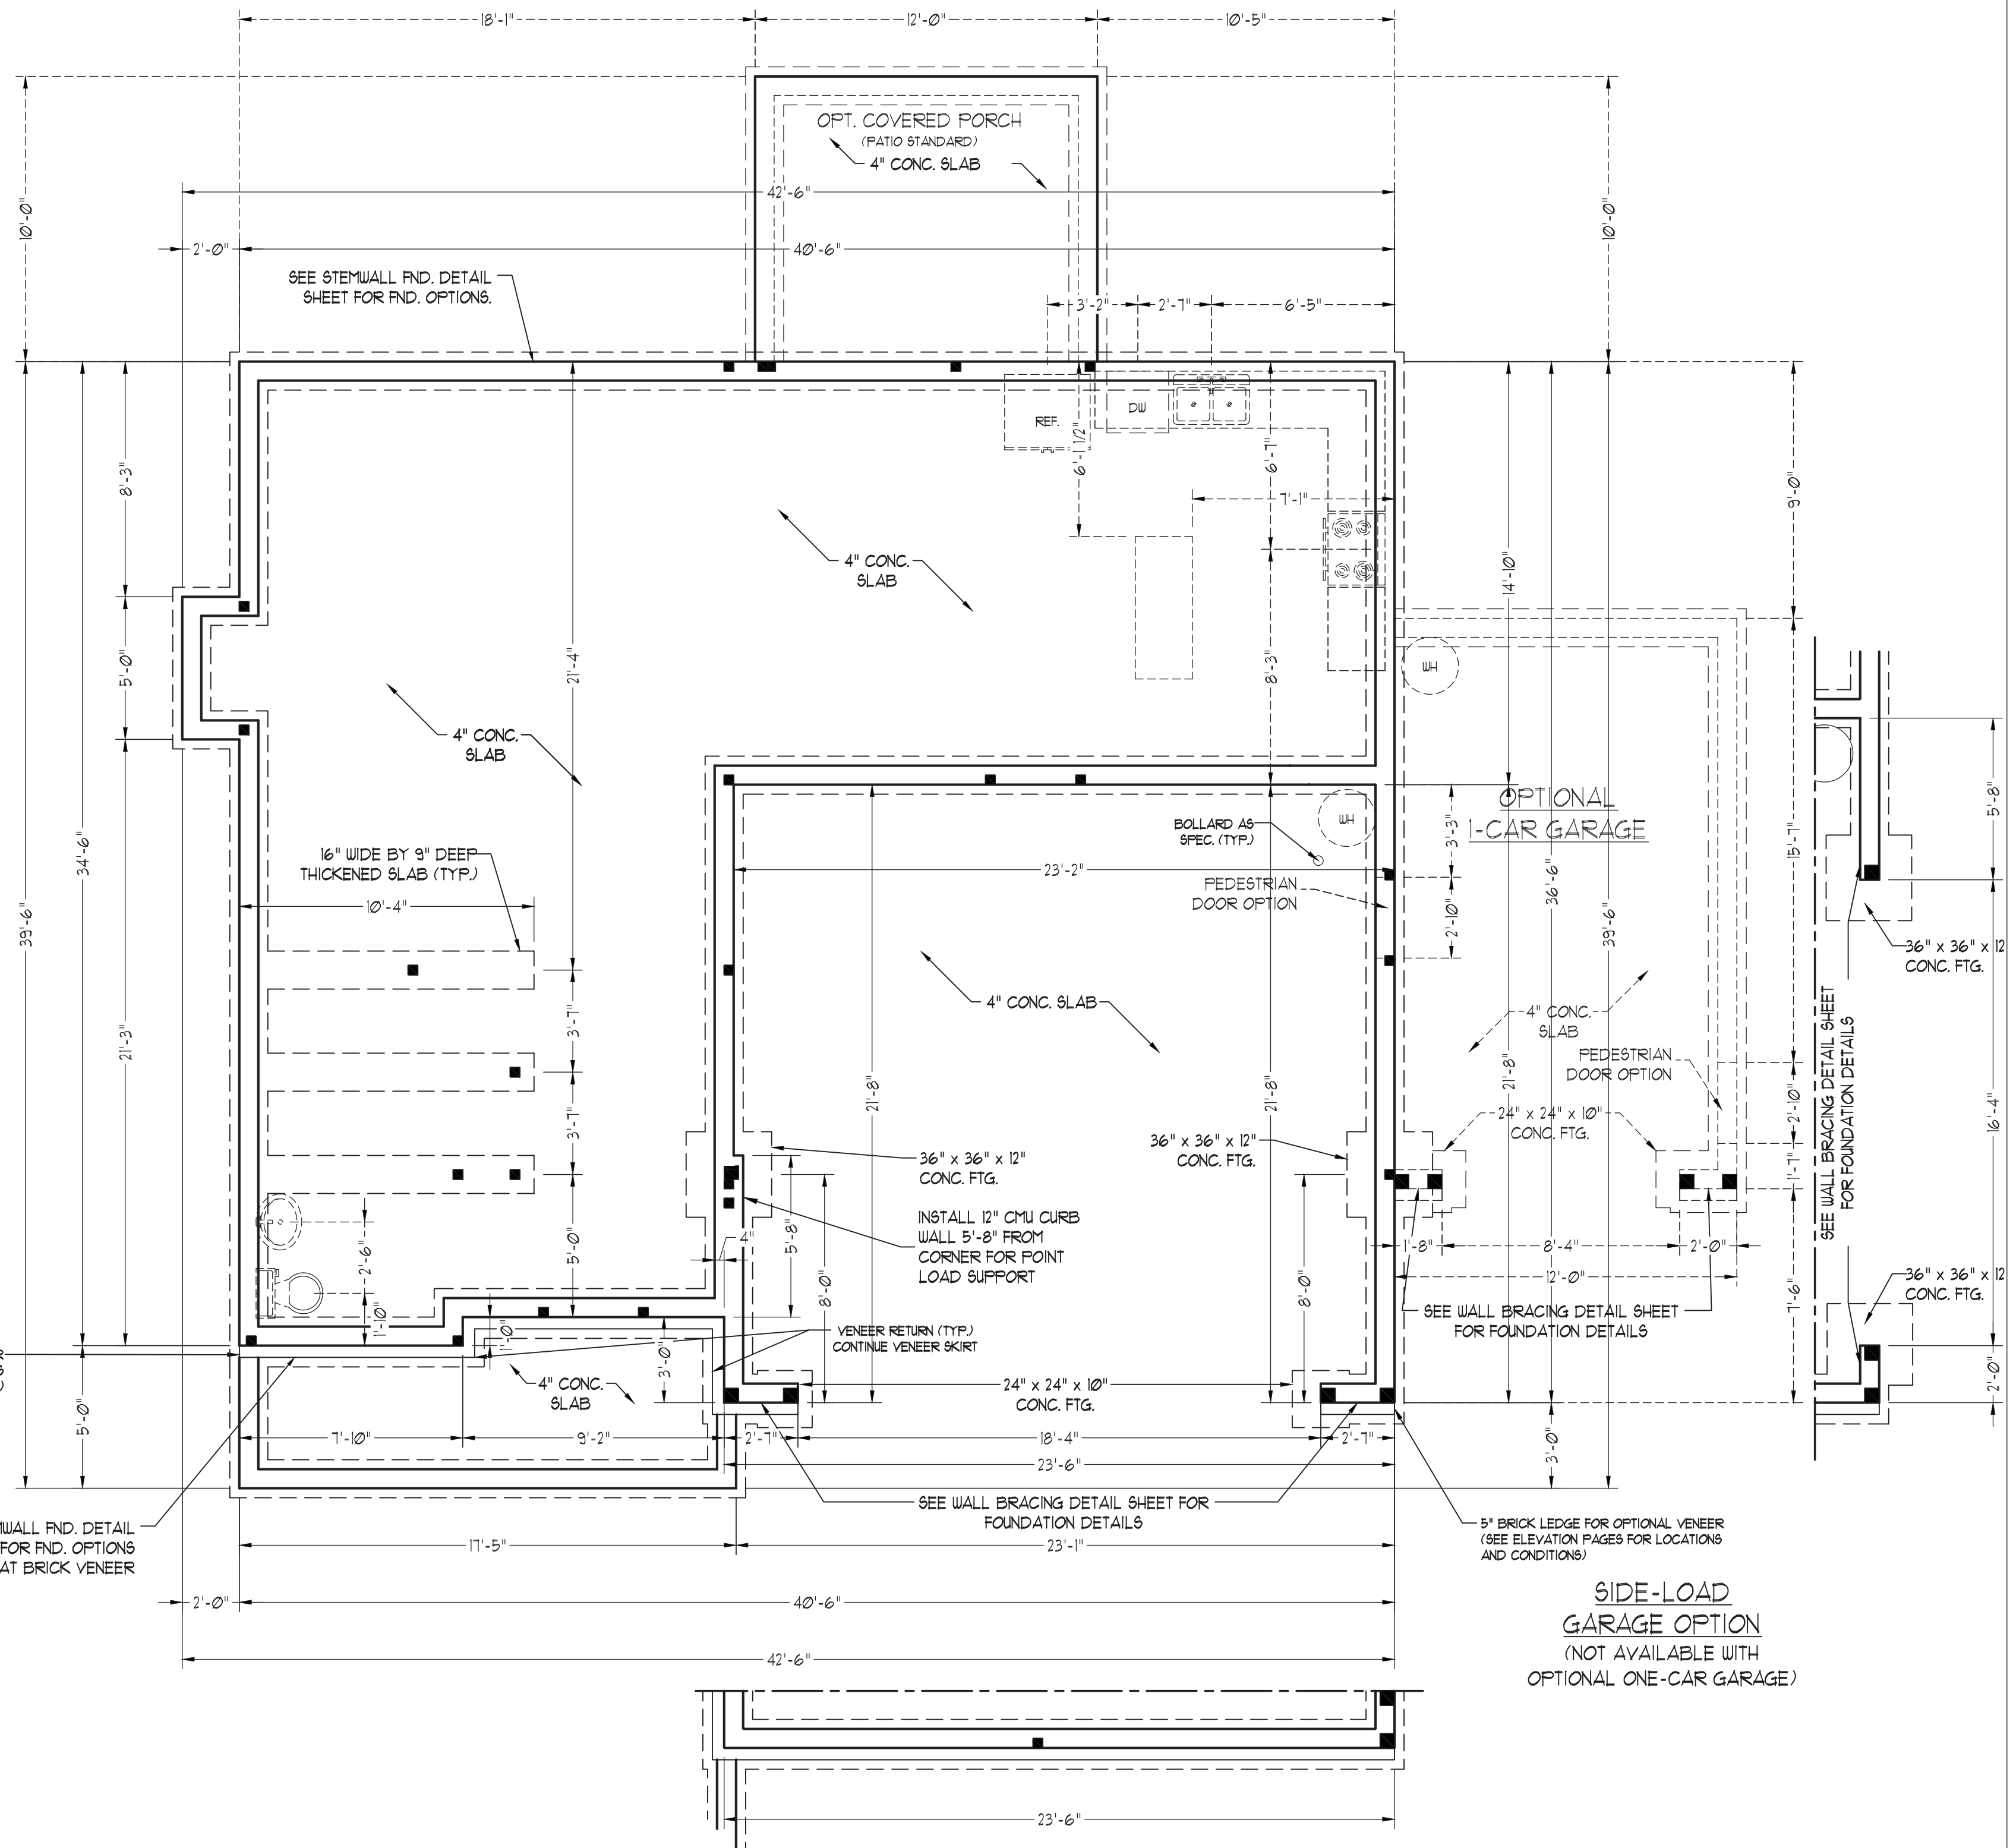 18'-1"
12'-0"
10'-5"
OPT. COVERED PORCH
(PATIO STANDARD)
4" CONC. SLAB
42'-6"
10'-0"
10'-0"
2'-0"
40'-6"
SEE STEMWALL FND. DETAIL
SHEET FOR FND. OPTIONS.
3'-2"
2'-7"
6'-5"
REF.
DW
6'-1 1/2"
6'-7"
7'-1"
8'-3"
9'-0"
4" CONC.
SLAB
14'-10"
5'-0"
21'-4"
8'-3"
WH
4" CONC.
SLAB
5'-8"
OPTIONAL
1-CAR GARAGE
BOLLARD AS
SPEC. (TYP.)
WH
3'-3"
15'-7"
34'-6"
16" WIDE BY 9" DEEP
THICKENED SLAB (TYP.)
23'-2"
PEDESTRIAN
DOOR OPTION
36'-6"
39'-6"
10'-4"
2'-10"
39'-6"
36" x 36" x 12
CONC. FTG.
4" CONC. SLAB
4" CONC.
SLAB
21'-3"
3'-7"
SEE WALL BRACING DETAIL SHEET
FOR FOUNDATION DETAILS
PEDESTRIAN
DOOR OPTION
21'-8"
21'-8"
21'-8"
2'-10"
16'-4"
3'-7"
24" x 24" x 10"
CONC. FTG.
36" x 36" x 12"
CONC. FTG.
36" x 36" x 12"
CONC. FTG.
1'-7"
INSTALL 12" CMU CURB
WALL 5'-8" FROM
CORNER FOR POINT
LOAD SUPPORT
4"
5'-8"
5'-0"
2'-6"
8'-0"
8'-0"
1'-8"
8'-4"
2'-0"
12'-0"
7'-6"
36" x 36" x 12
CONC. FTG.
SEE WALL BRACING DETAIL SHEET
FOR FOUNDATION DETAILS
1'-10"
1'-0"
VENEER RETURN (TYP.)
CONTINUE VENEER SKIRT
3'-0"
4" CONC.
SLAB
24" x 24" x 10"
CONC. FTG.
2'-0"
5'-0"
7'-10"
9'-2"
2'-7"
18'-4"
2'-7"
3'-0"
23'-6"
SEE WALL BRACING DETAIL SHEET FOR
FOUNDATION DETAILS
MWALL FND. DETAIL
FOR FND. OPTIONS
AT BRICK VENEER
5" BRICK LEDGE FOR OPTIONAL VENEER
(SEE ELEVATION PAGES FOR LOCATIONS
AND CONDITIONS)
17'-5"
23'-1"
2'-0"
40'-6"
SIDE-LOAD
GARAGE OPTION
(NOT AVAILABLE WITH
OPTIONAL ONE-CAR GARAGE)
42'-6"
23'-6"